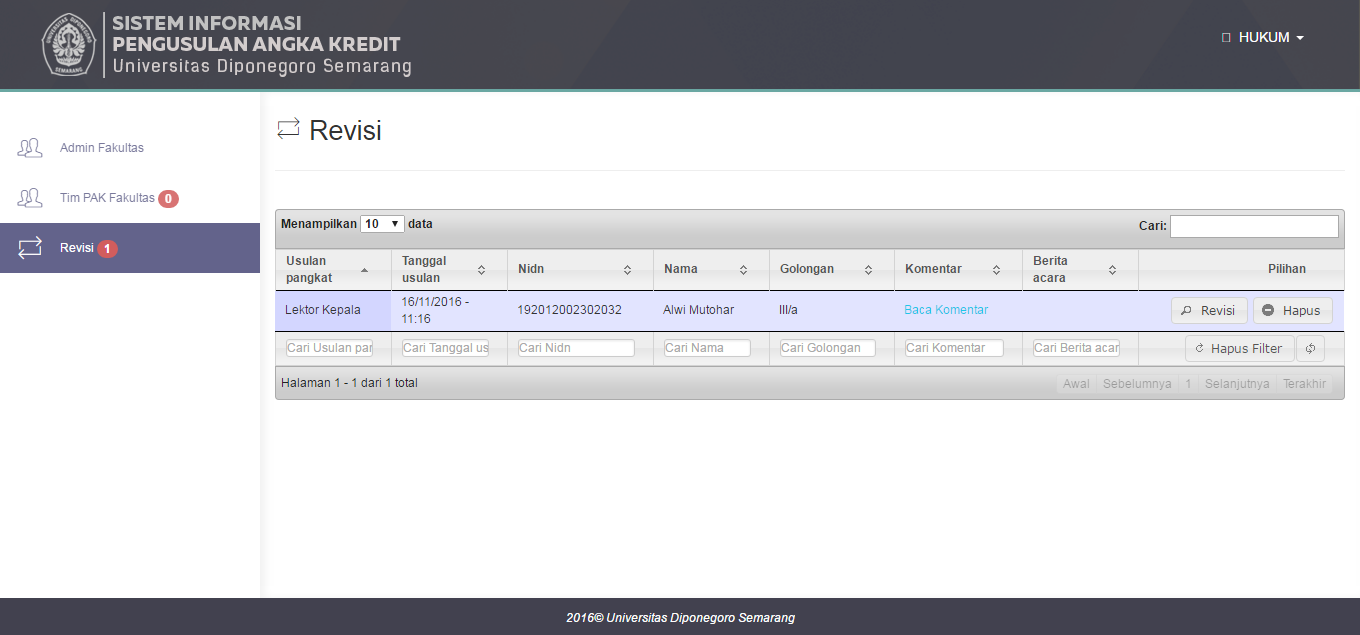 SISTEM INFORMASI
PENGUSULAN ANGKA KREDIT
Universitas Diponegoro Semarang
HUKUM
Admin Fakultas
Tim PAK Fakultas 0
Revisi 1
Revisi
Menampilkan 10 data
Cari:
Usulan pangkat
Tanggal usulan
Nidn
Nama
Golongan
Komentar
Berita acara
Pilihan
Lektor Kepala
16/11/2016 - 11:16
192012002302032
Alwi Mutohar
III/a
Baca Komentar
Revisi
Hapus
Cari Usulan par
Cari Tanggal us
Cari Nidn
Cari Nama
Cari Golongan
Cari Komentar
Cari Berita acar
Hapus Filter
Halaman 1 - 1 dari 1 total
Awal Sebelumnya 1 Selanjutnya Terakhir
2016© Universitas Diponegoro Semarang